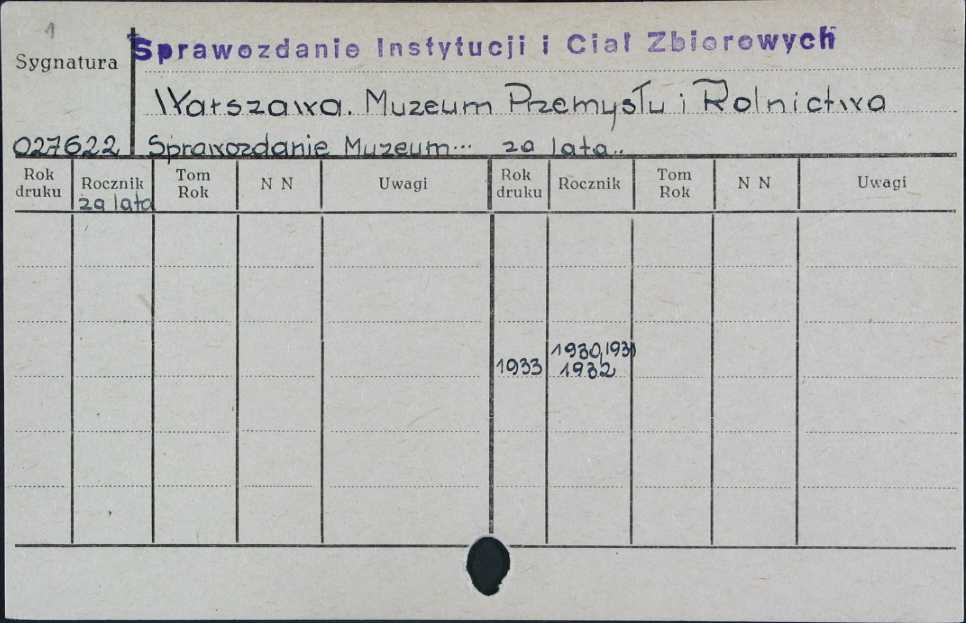 1
Sprawozdanie Instytucji i Ciał Zbiorowych
Sygnatura
Warszawa. Muzeum Przemysłu i Rolnictwa
027622 Sprawozdanie Muzeum... za lata..
Rok druku Rocznik za lata Tom Rok N N Uwagi Rok druku Rocznik Tom Rok N N Uwagi
1930, 1931
1933 1932